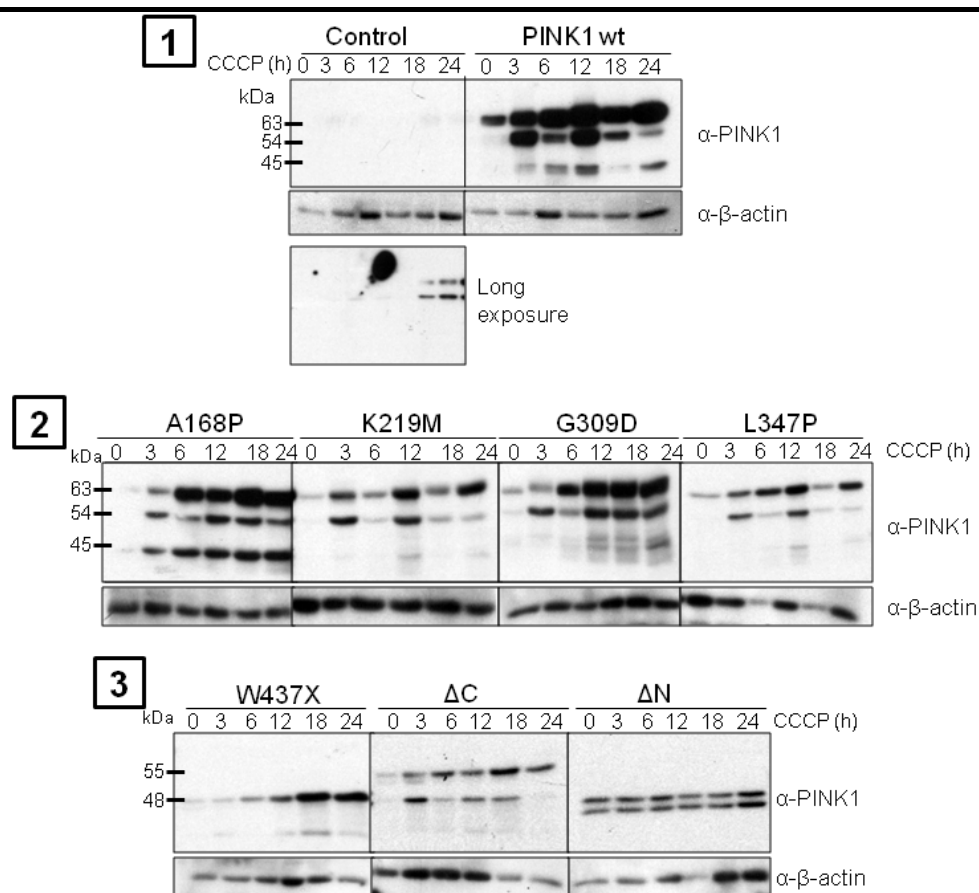 1
Control PINK1 wt
CCCP (h) 0 3 6 12 18 24 0 3 6 12 18 24
kDa
63
54
45
α-PINK1
α-β-actin
Long
exposure
2
A168P K219M G309D L347P
kDa 0 3 6 12 18 24 0 3 6 12 18 24 0 3 6 12 18 24 0 3 6 12 18 24 CCCP (h)
63
54
45
α-PINK1
α-β-actin
3
W437X ΔC ΔN
kDa 0 3 6 12 18 24 0 3 6 12 18 24 0 3 6 12 18 24 CCCP (h)
55
48
α-PINK1
α-β-actin